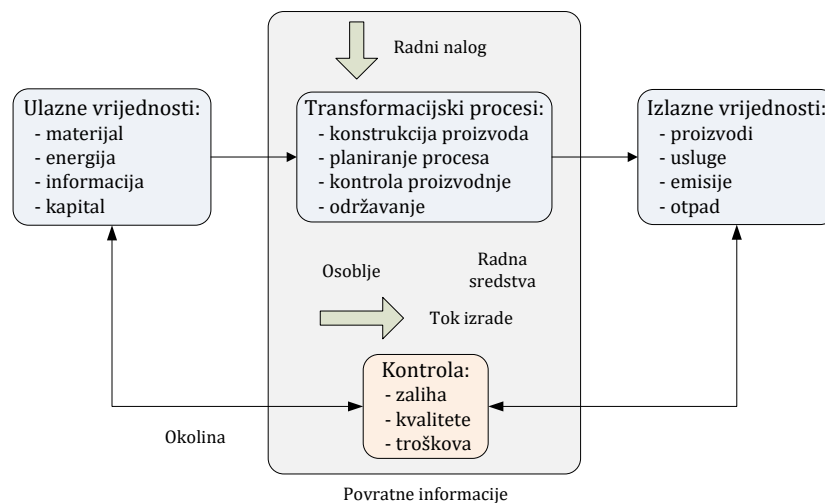 Radni nalog
Ulazne vrijednosti:
- materijal
- energija
- informacija
- kapital
Transformacijski procesi:
- konstrukcija proizvoda
- planiranje procesa
- kontrola proizvodnje
- održavanje
Izlazne vrijednosti:
- proizvodi
- usluge
- emisije
- otpad
Osoblje
Radna
sredstva
Tok izrade
Kontrola:
- zaliha
- kvalitete
- troškova
Okolina
Povratne informacije